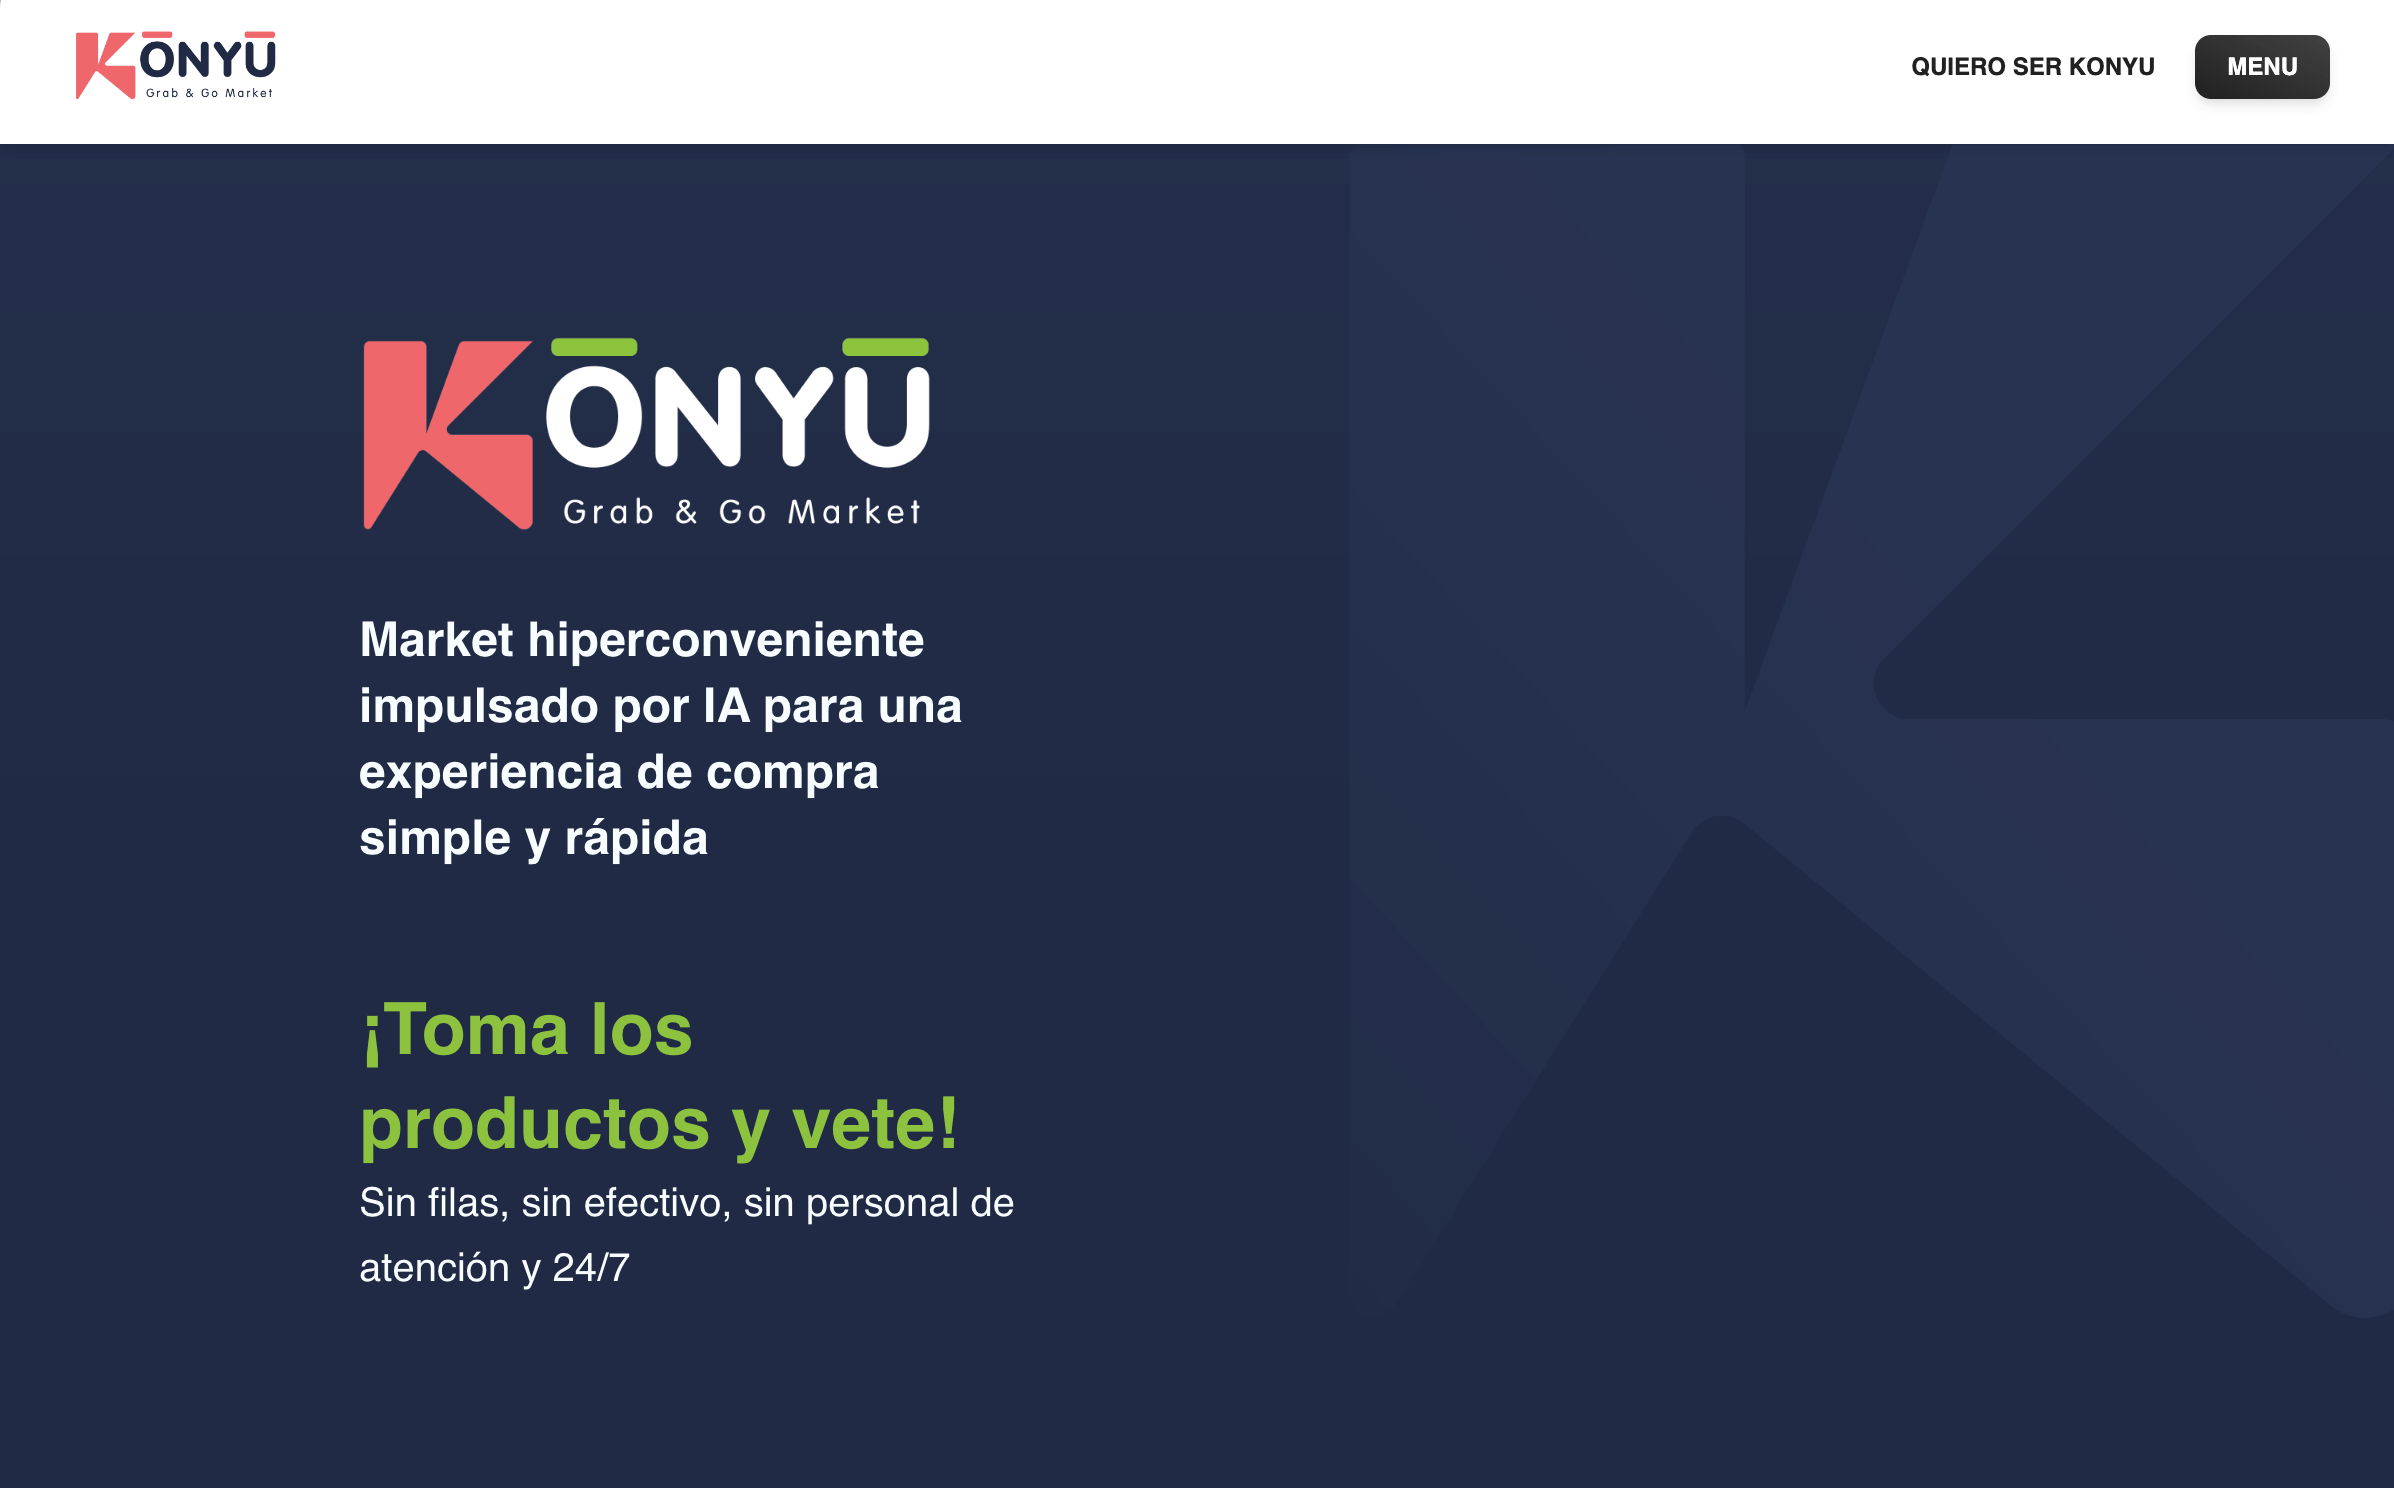 KŌNYŪ
Grab & Go Market
QUIERO SER KONYU
MENU
KŌNYŪ
Grab & Go Market
Market hiperconveniente
impulsado por IA para una
experiencia de compra
simple y rápida
¡Toma los
productos y vete!
Sin filas, sin efectivo, sin personal de
atención y 24/7